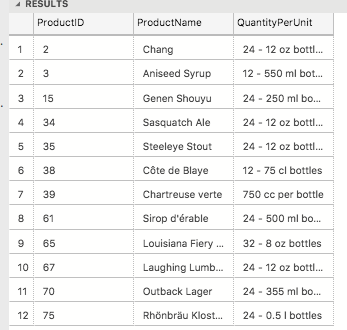 RESULTS
ProductID ProductName QuantityPerUnit
1 2 Chang 24 - 12 oz bottl...
2 3 Aniseed Syrup 12 - 550 ml bot...
3 15 Genen Shouyu 24 - 250 ml bo...
4 34 Sasquatch Ale 24 - 12 oz bottl...
5 35 Steeleye Stout 24 - 12 oz bottl...
6 38 Côte de Blaye 12 - 75 cl bottles
7 39 Chartreuse verte 750 cc per bottle
8 61 Sirop d'érable 24 - 500 ml bo...
9 65 Louisiana Fiery ... 32 - 8 oz bottles
10 67 Laughing Lumb... 24 - 12 oz bottl...
11 70 Outback Lager 24 - 355 ml bo...
12 75 Rhönbräu Klost... 24 - 0.5 l bottles